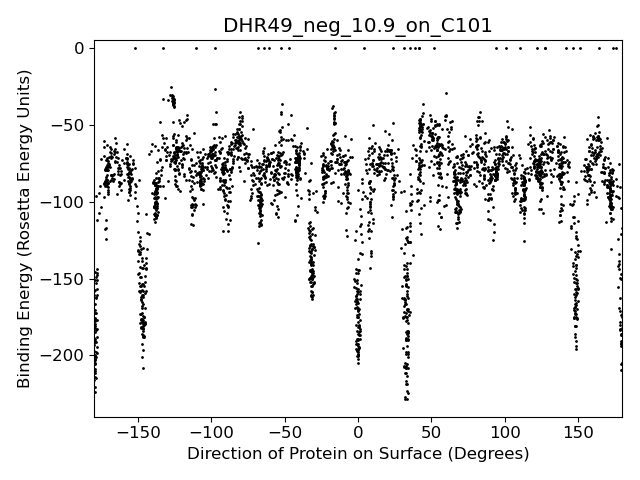 DHR49_neg_10.9_on_C101
0
−50
−100
−150
−200
Binding Energy (Rosetta Energy Units)
−150 −100 −50 0 50 100 150
Direction of Protein on Surface (Degrees)